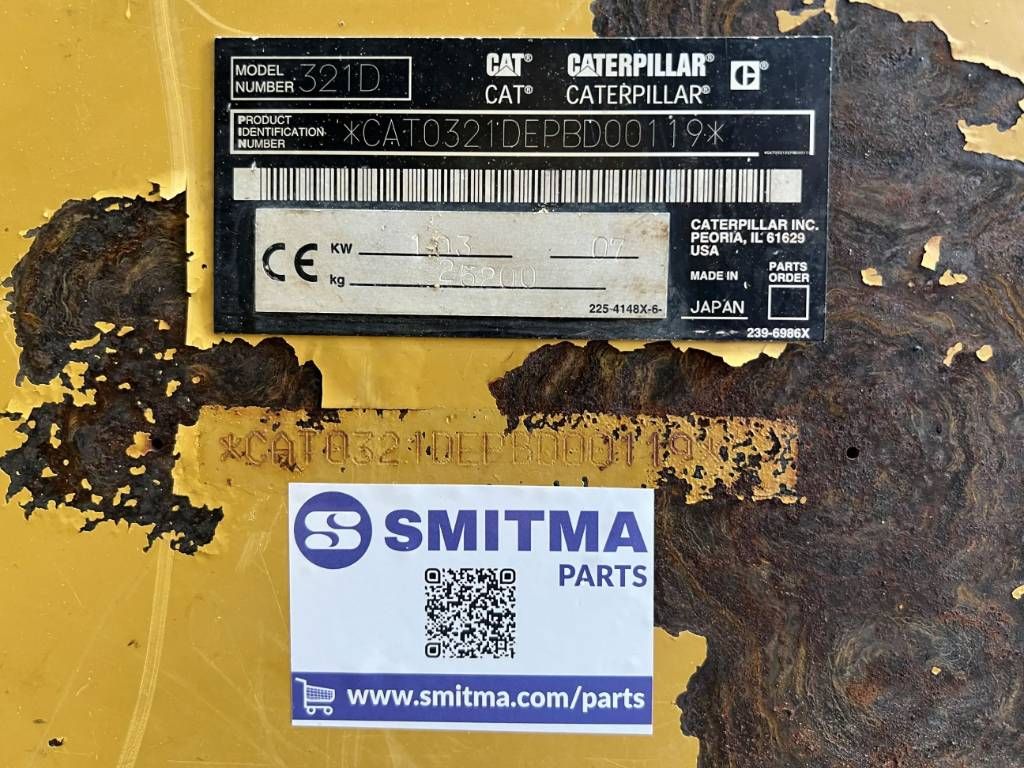 MODEL NUMBER 321D
CAT® CATERPILLAR®
CAT® CATERPILLAR®
PRODUCT
IDENTIFICATION
NUMBER
*CAT0321DEPBD00119*
CE
KW 103 07
kg 25200
225-4148X-6-
CATERPILLAR INC.
PEORIA, IL 61629
USA
MADE IN
JAPAN
PARTS
ORDER
239-6986X
*CAT0321DEPBD00119*
S SMITMA
PARTS
www.smitma.com/parts